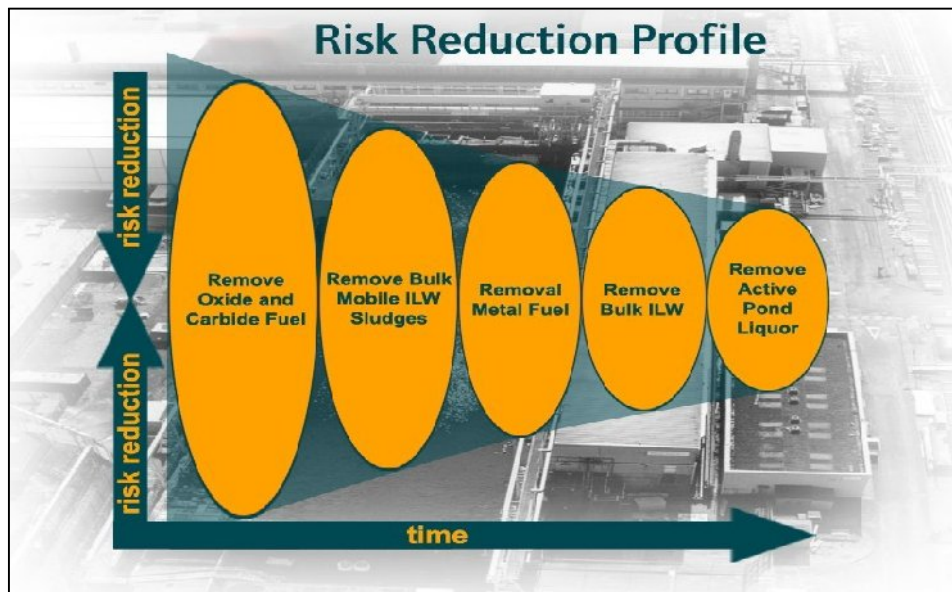 Risk Reduction Profile
risk reduction
risk reduction
Remove
Oxide and
Carbide Fuel
Remove Bulk
Mobile ILW
Sludges
Removal
Metal Fuel
Remove
Bulk ILW
Remove
Active
Pond
Liquor
time